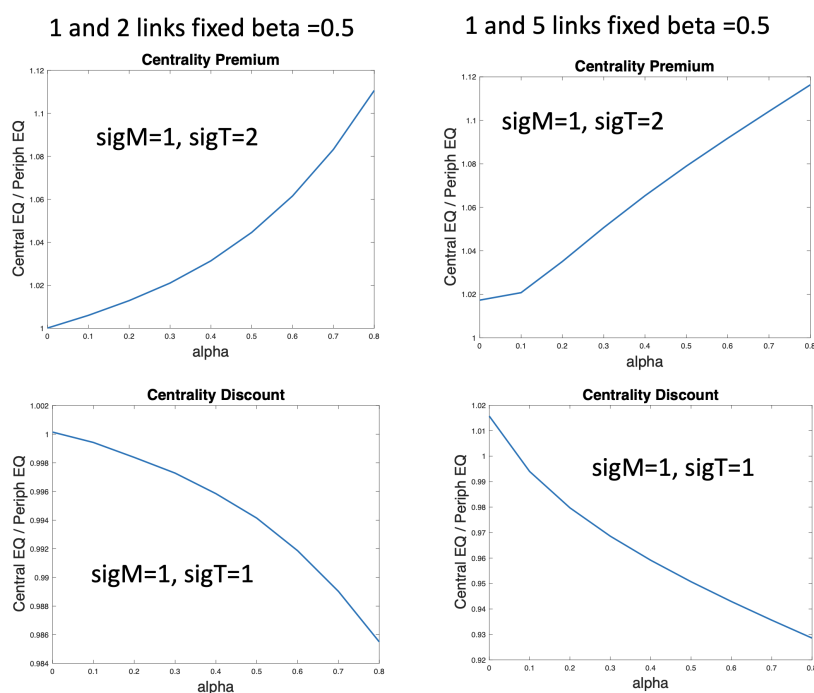 1 and 2 links fixed beta =0.5
Centrality Premium
1.12
1.1
1.08
1.06
1.04
1.02
1
Central EQ / Periph EQ
sigM=1, sigT=2
0 0.1 0.2 0.3 0.4 0.5 0.6 0.7 0.8
alpha
1 and 5 links fixed beta =0.5
Centrality Premium
1.12
1.1
1.08
1.06
1.04
1.02
1
Central EQ / Periph EQ
sigM=1, sigT=2
0 0.1 0.2 0.3 0.4 0.5 0.6 0.7 0.8
alpha
Centrality Discount
1.002
1
0.998
0.996
0.994
0.992
0.99
0.988
0.986
0.984
Central EQ / Periph EQ
sigM=1, sigT=1
0 0.1 0.2 0.3 0.4 0.5 0.6 0.7 0.8
alpha
Centrality Discount
1.02
1.01
1
0.99
0.98
0.97
0.96
0.95
0.94
0.93
0.92
Central EQ / Periph EQ
sigM=1, sigT=1
0 0.1 0.2 0.3 0.4 0.5 0.6 0.7 0.8
alpha